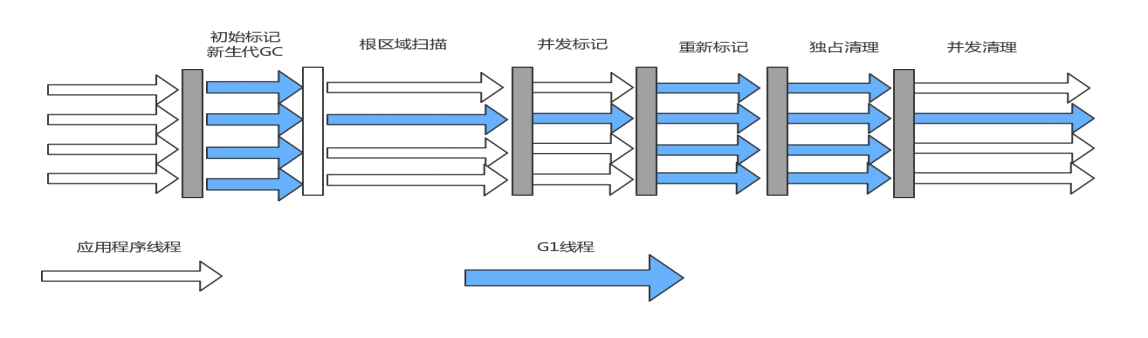 初始标记
新生代GC
根区域扫描
并发标记
重新标记
独占清理
并发清理
应用程序线程
G1线程